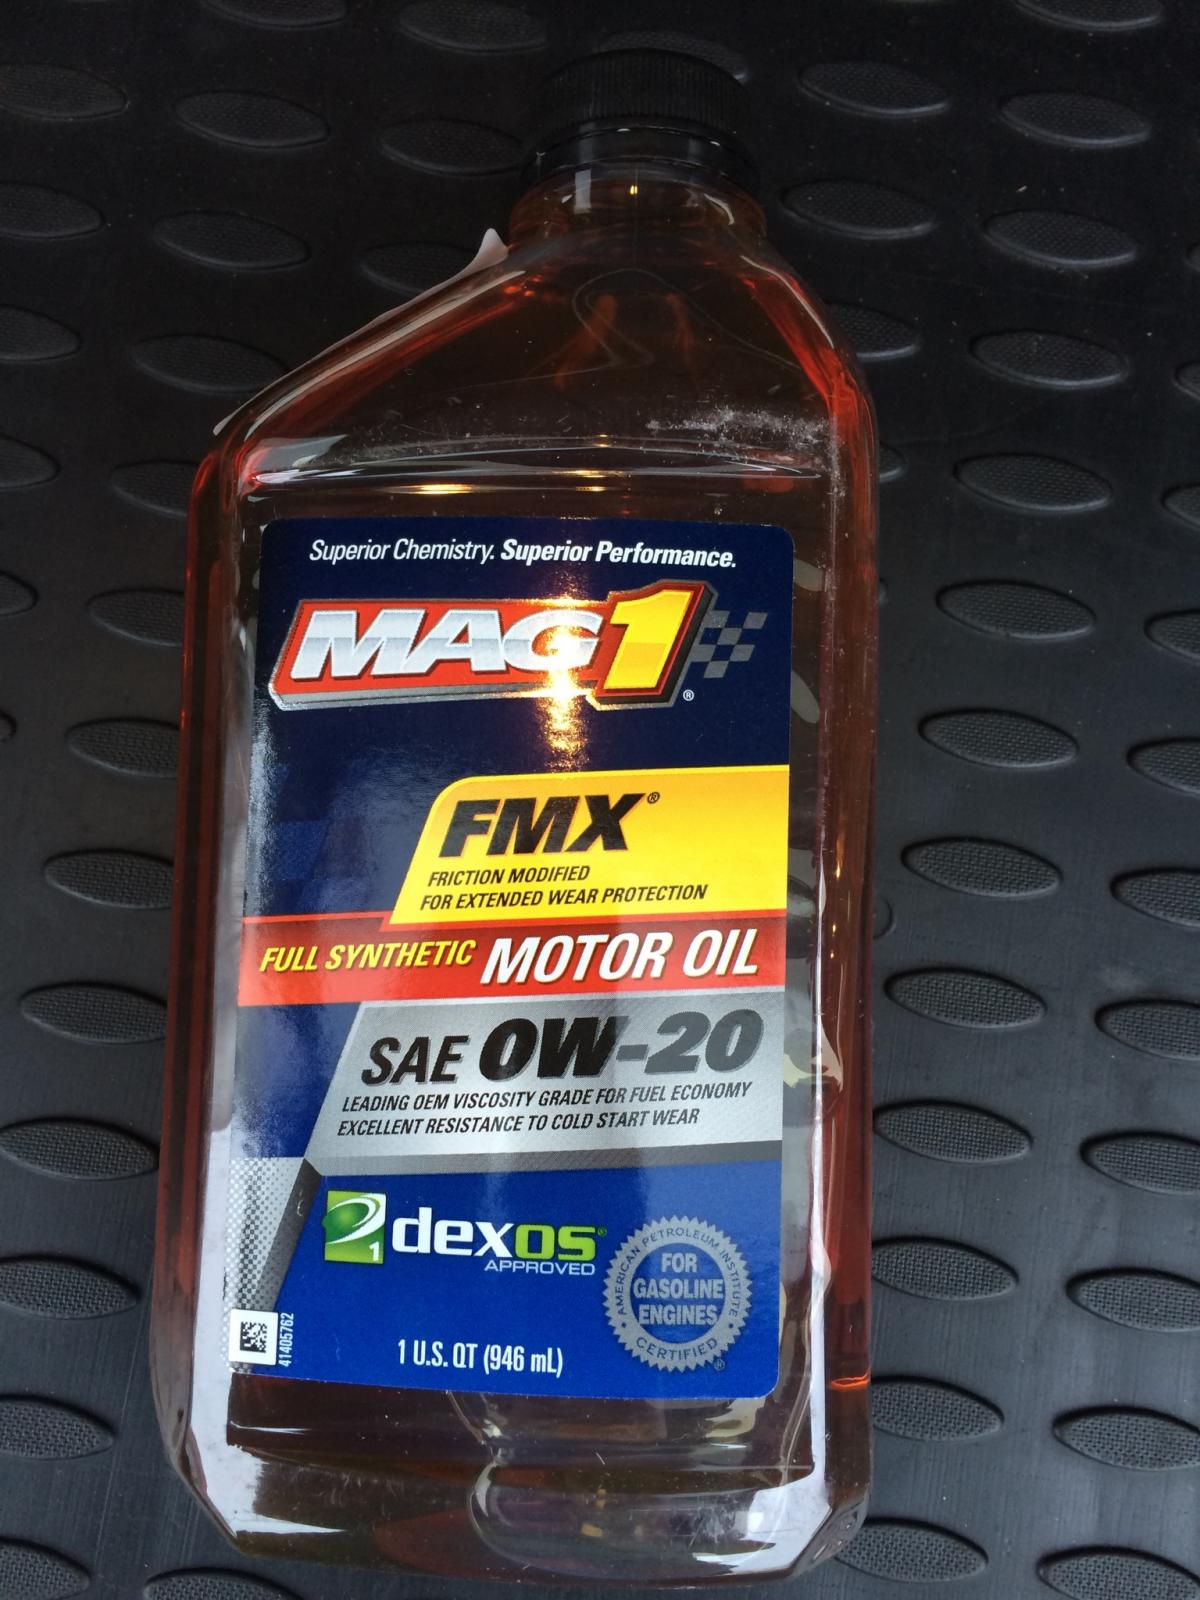 Superior Chemistry. Superior Performance.
MAG1®
FMX®
FRICTION MODIFIED
FOR EXTENDED WEAR PROTECTION
FULL SYNTHETIC MOTOR OIL
SAE 0W-20
LEADING OEM VISCOSITY GRADE FOR FUEL ECONOMY
EXCELLENT RESISTANCE TO COLD START WEAR
1 dexos®
APPROVED
AMERICAN PETROLEUM INSTITUTE
FOR
GASOLINE
ENGINES
CERTIFIED ®
41405762
1 U.S. QT (946 mL)